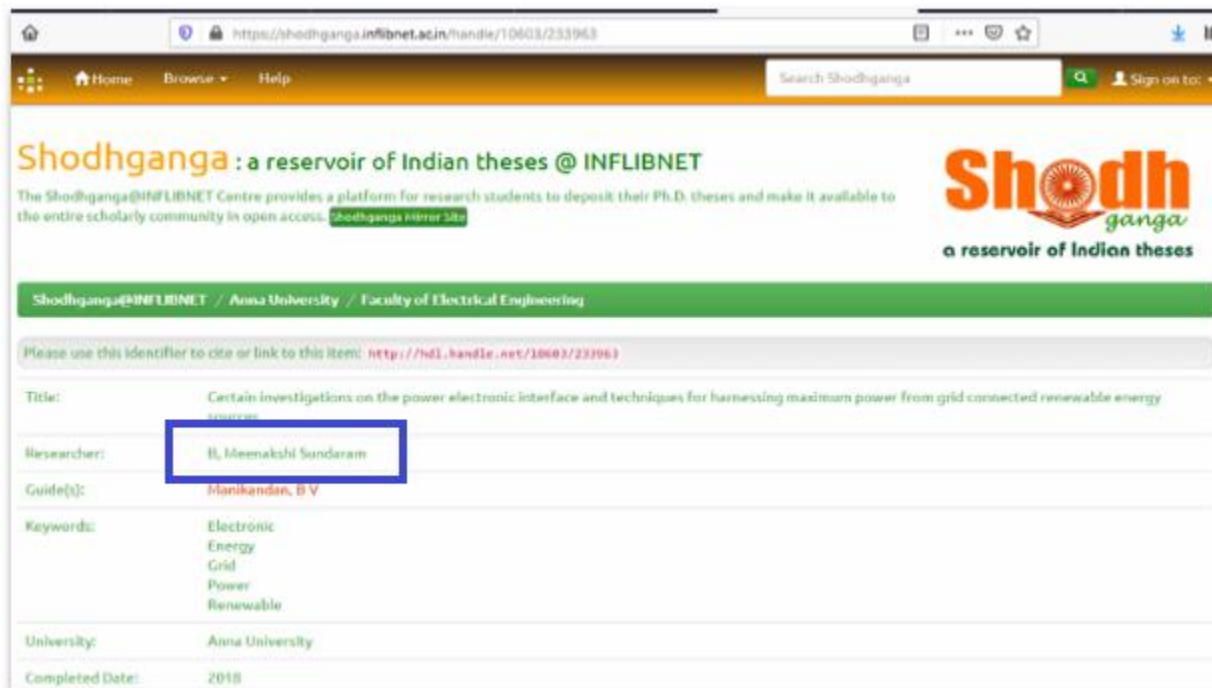 https://shodhganga.inflibnet.ac.in/handle/10603/233963
Home Browse Help Search Shodhganga Sign on to:
Shodhganga : a reservoir of Indian theses @ INFLIBNET
The Shodhganga@INFLIBNET Centre provides a platform for research students to deposit their Ph.D. theses and make it available to
the entire scholarly community in open access. Shodhganga Mirror Site
Shodh
ganga
a reservoir of Indian theses
Shodhganga@INFLIBNET / Anna University / Faculty of Electrical Engineering
Please use this identifier to cite or link to this item: http://hdl.handle.net/10603/233963
Title: Certain investigations on the power electronic interface and techniques for harnessing maximum power from grid connected renewable energy
sources
Researcher: B, Meenakshi Sundaram
Guide(s): Manikandan, B V
Keywords: Electronic
Energy
Grid
Power
Renewable
University: Anna University
Completed Date: 2018